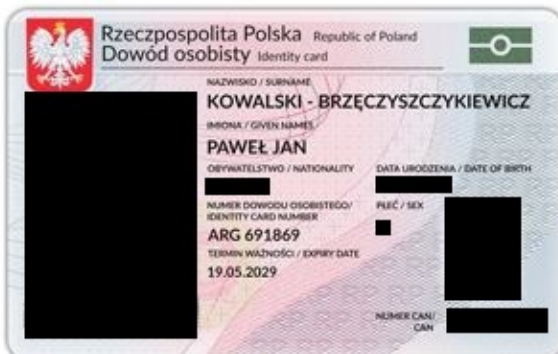 Rzeczpospolita Polska Republic of Poland
Dowód osobisty Identity card
NAZWISKO / SURNAME
KOWALSKI - BRZĘCZYSZCZYKIEWICZ
IMIONA / GIVEN NAMES
PAWEŁ JAN
OBYWATELSTWO / NATIONALITY DATA URODZENIA / DATE OF BIRTH
NUMER DOWODU OSOBISTEGO/ PŁEĆ / SEX
IDENTITY CARD NUMBER
ARG 691869
TERMIN WAŻNOŚCI / EXPIRY DATE
19.05.2029
NUMER CAN/
CAN